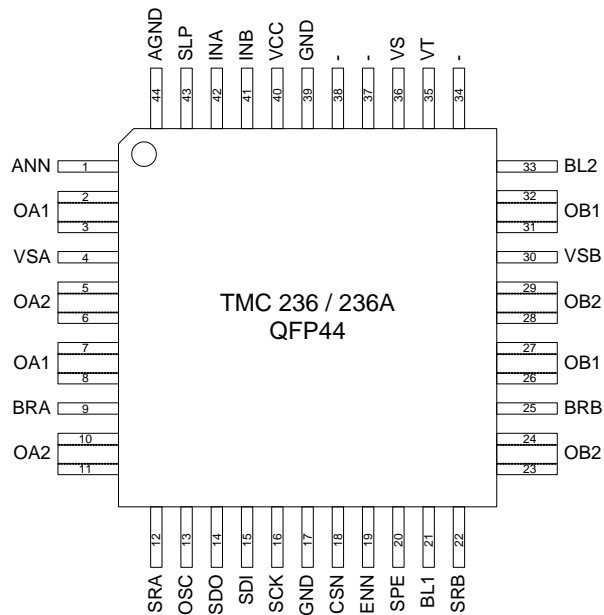 AGND SLP INA INB VCC GND - - VS VT -
44 43 42 41 40 39 38 37 36 35 34
ANN 1 33 BL2
2 32
OA1 OB1
3 31
VSA 4 30 VSB
5 29
OA2 OB2
6 28
TMC 236 / 236A
QFP44
7 27
OA1 OB1
8 26
BRA 9 25 BRB
10 24
OA2 OB2
11 23
12 13 14 15 16 17 18 19 20 21 22
SRA OSC SDO SDI SCK GND CSN ENN SPE BL1 SRB